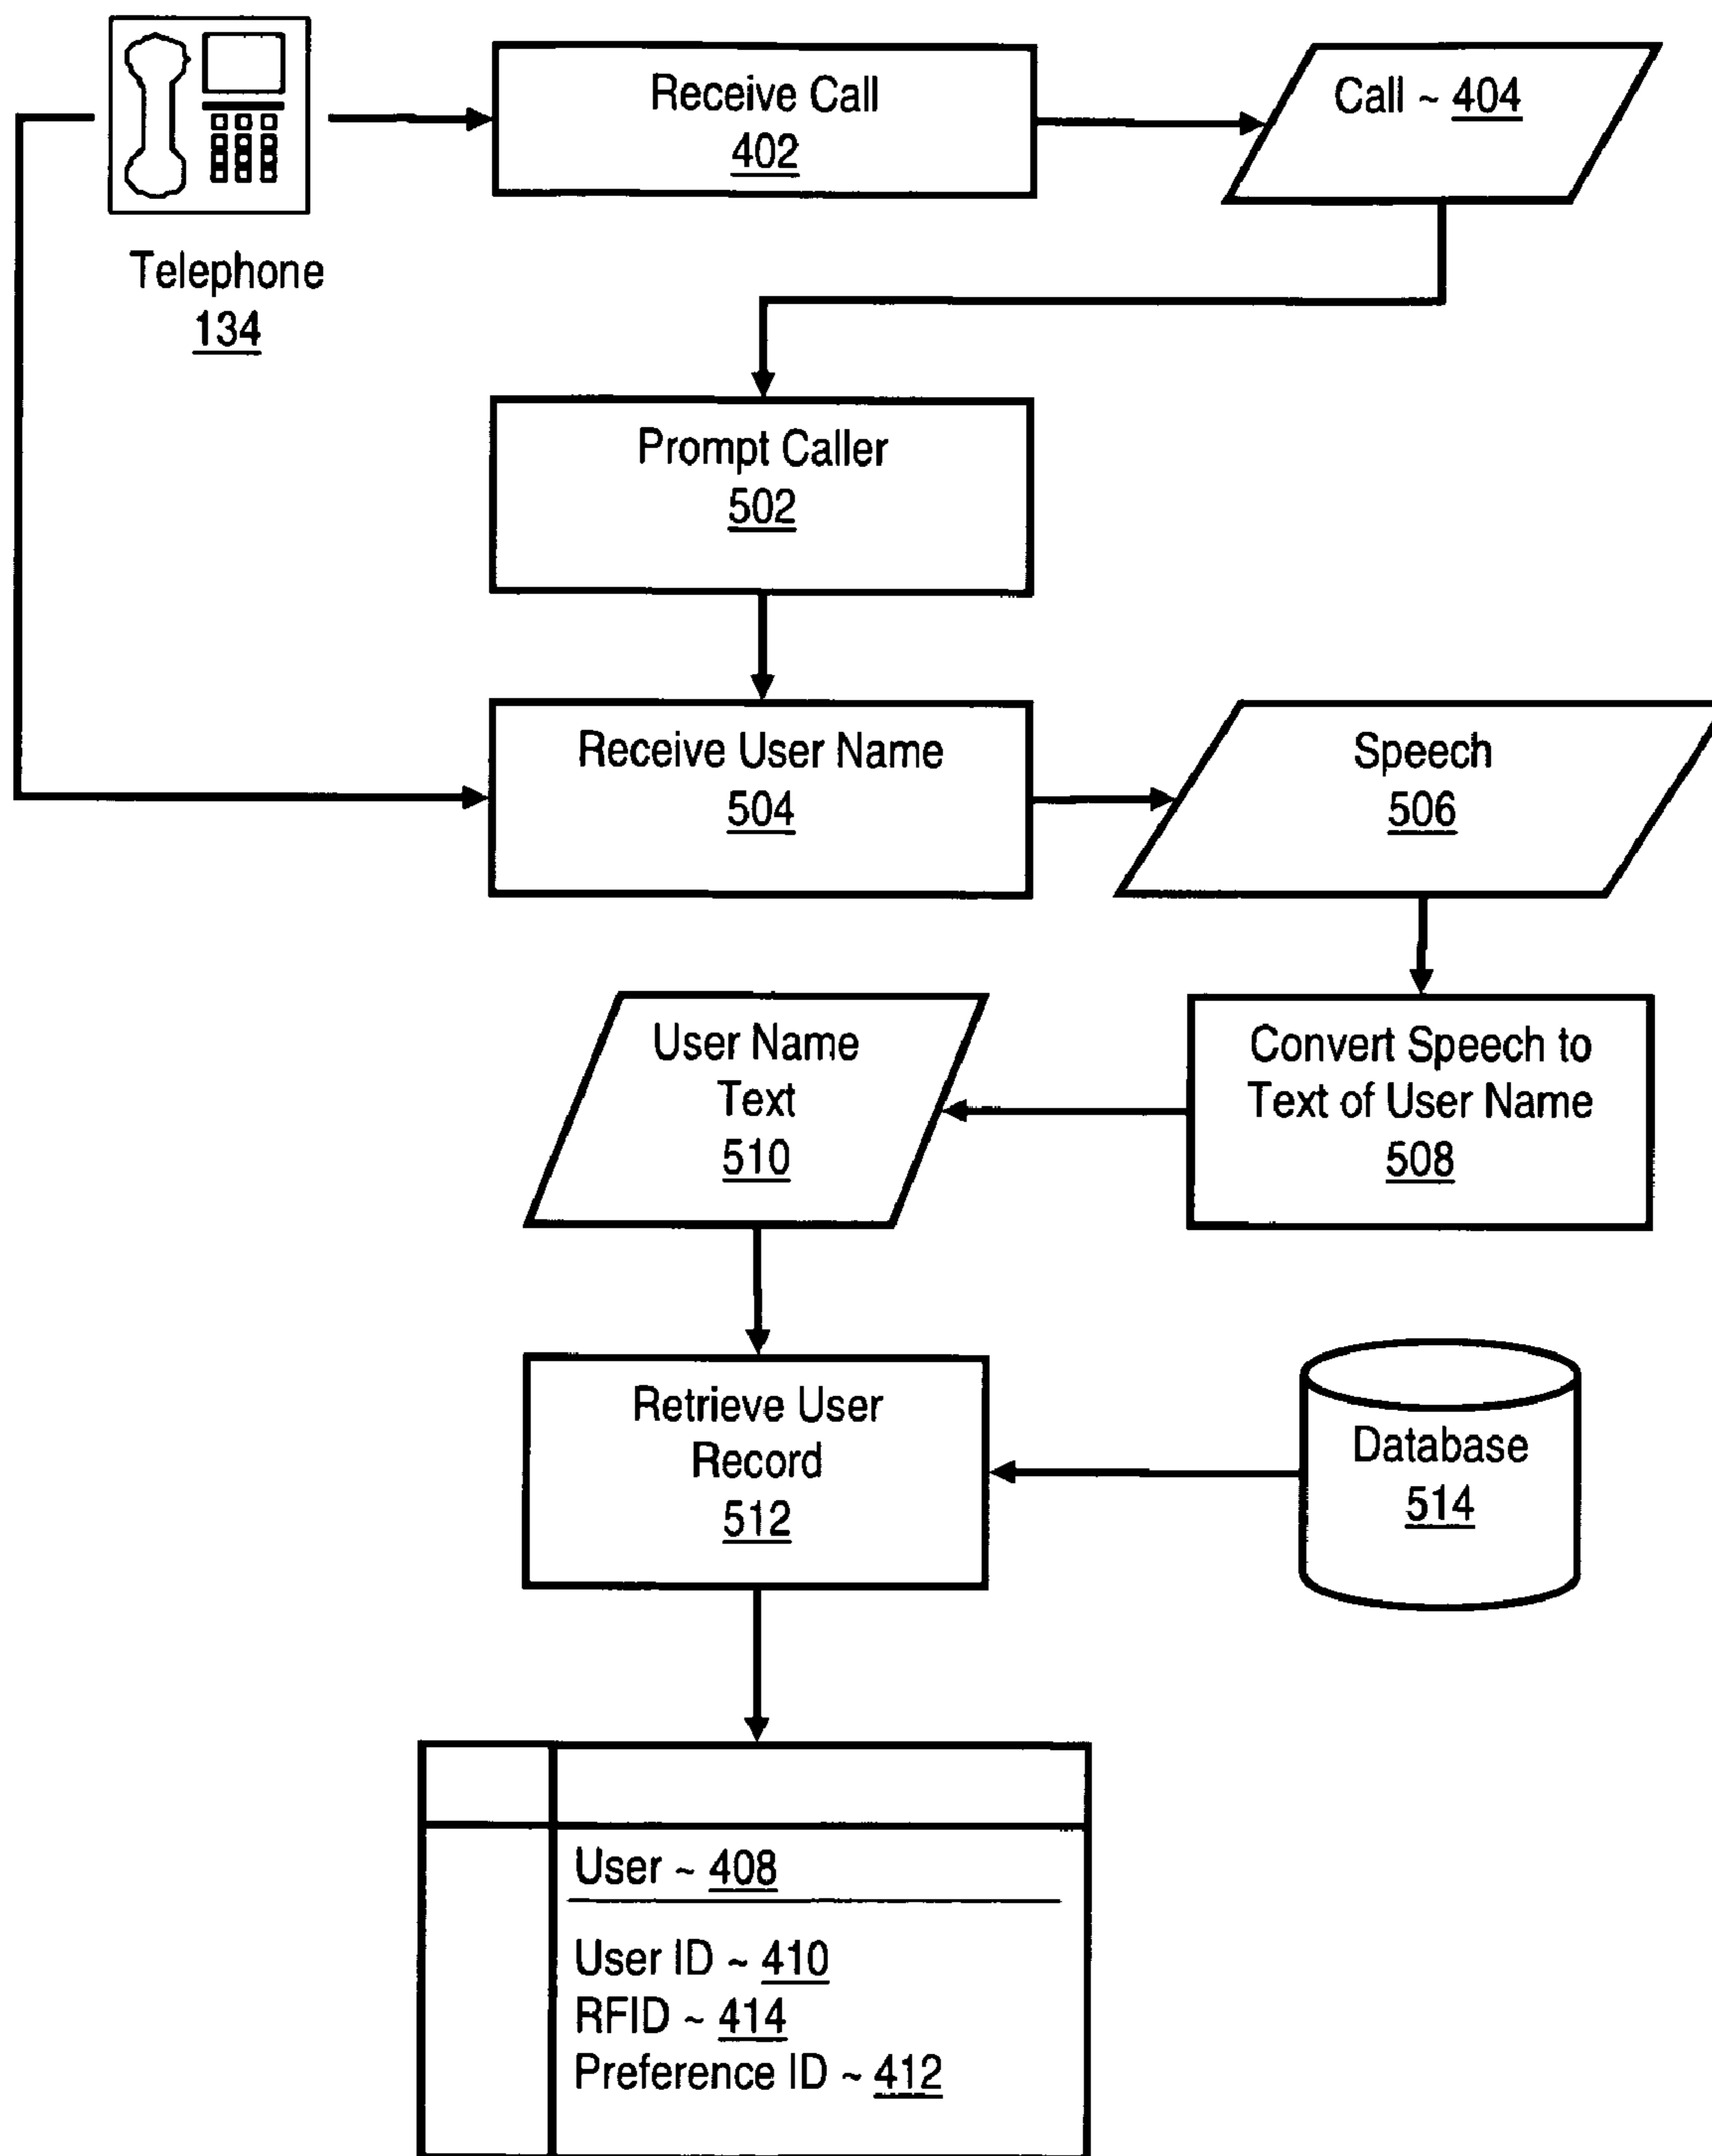 Receive Call
402
Call ~ 404
Telephone
134
Prompt Caller
502
Receive User Name
504
Speech
506
User Name
Text
510
Convert Speech to
Text of User Name
508
Retrieve User
Record
512
Database
514
User ~ 408
User ID ~ 410
RFID ~ 414
Preference ID ~ 412